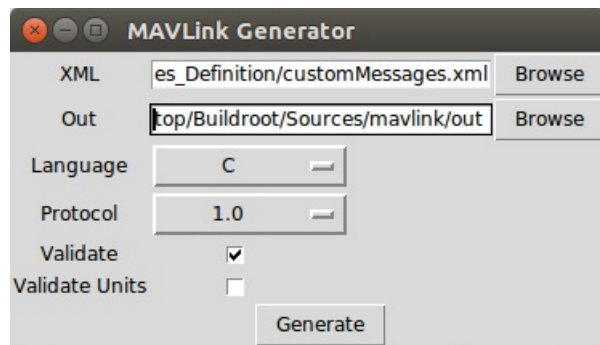 MAVLink Generator
XML es_Definition/customMessages.xml Browse
Out top/Buildroot/Sources/mavlink/out Browse
Language C
Protocol 1.0
Validate
Validate Units
Generate